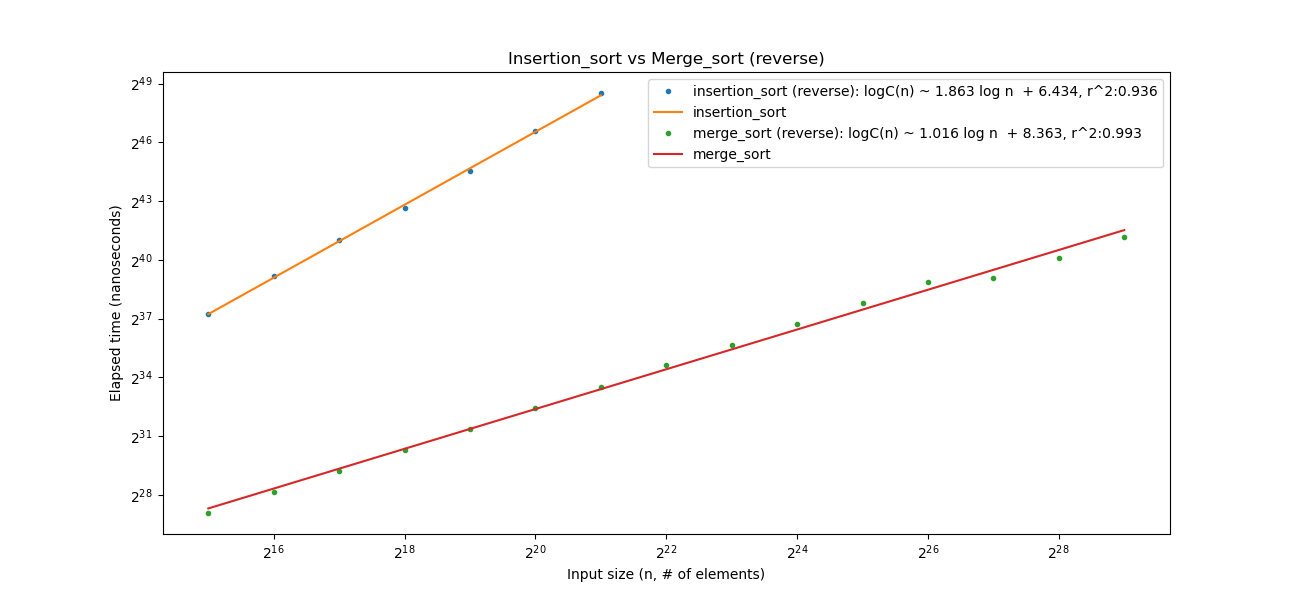 Insertion_sort vs Merge_sort (reverse)
insertion_sort (reverse): logC(n) ~ 1.863 log n  + 6.434, r^2:0.936
insertion_sort
merge_sort (reverse): logC(n) ~ 1.016 log n  + 8.363, r^2:0.993
merge_sort
Elapsed time (nanoseconds)
2^49
2^46
2^43
2^40
2^37
2^34
2^31
2^28
2^16 2^18 2^20 2^22 2^24 2^26 2^28
Input size (n, # of elements)